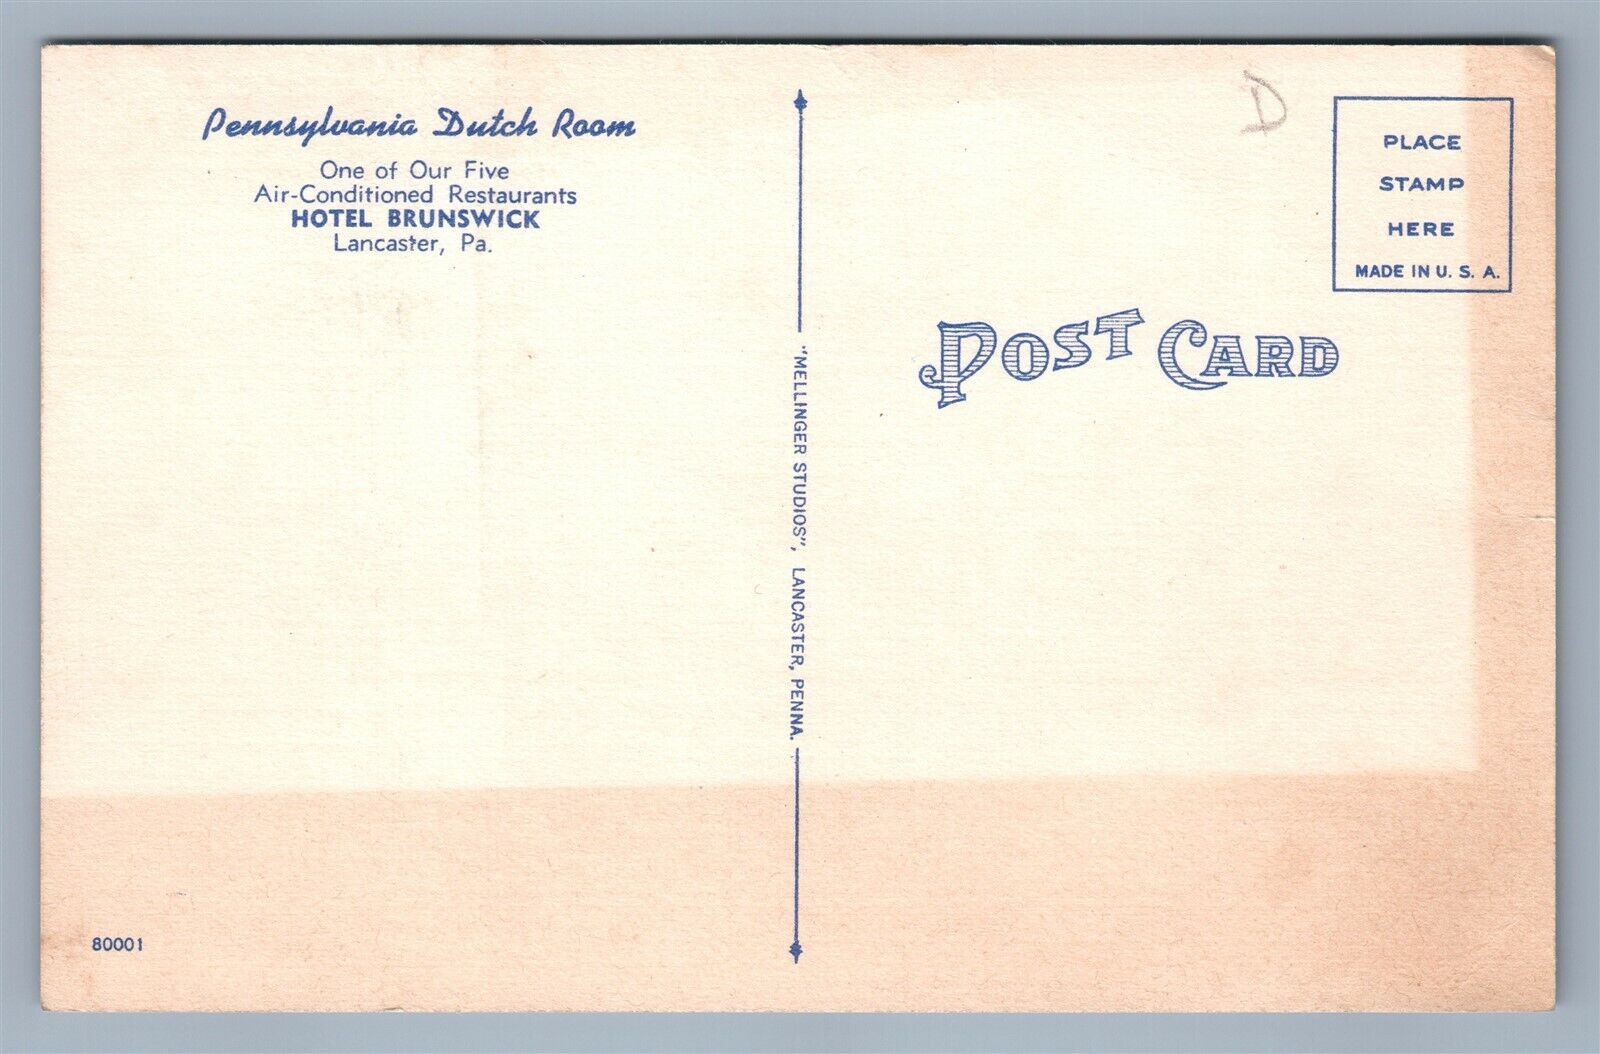 Pennsylvania Dutch Room
One of Our Five
Air-Conditioned Restaurants
HOTEL BRUNSWICK
Lancaster, Pa.
80001
"MELLINGER STUDIOS", LANCASTER, PENNA.
D
PLACE
STAMP
HERE
MADE IN U. S. A.
POST CARD